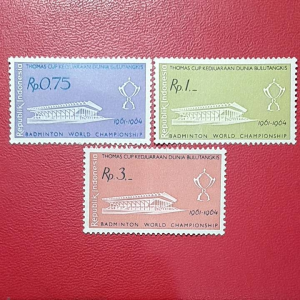 THOMAS CUP KEDJUARAAN DUNIA BULUTANGKIS
Republik Indonesia
Rp.0.75
1961-1964
BADMINTON WORLD CHAMPIONSHIP
THOMAS CUP KEDJUARAAN DUNIA BULUTANGKIS
Republik Indonesia
Rp.1_
1961-1964
BADMINTON WORLD CHAMPIONSHIP
THOMAS CUP KEDJUARAAN DUNIA BULUTANGKIS
Republik Indonesia
Rp.3_
1961-1964
BADMINTON WORLD CHAMPIONSHIP